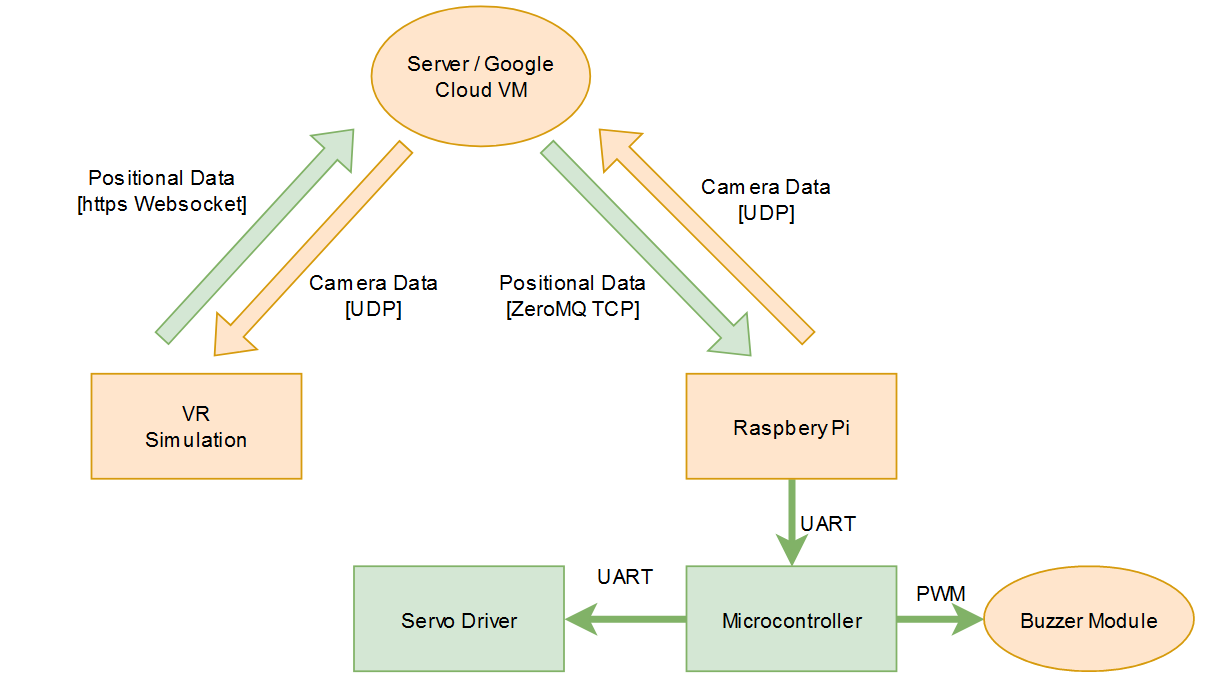 Server / Google
Cloud VM
Positional Data
[https Websocket]
Camera Data
[UDP]
Camera Data
[UDP]
Positional Data
[ZeroMQ TCP]
VR
Simulation
Raspbery Pi
UART
UART
PWM
Servo Driver
Microcontroller
Buzzer Module